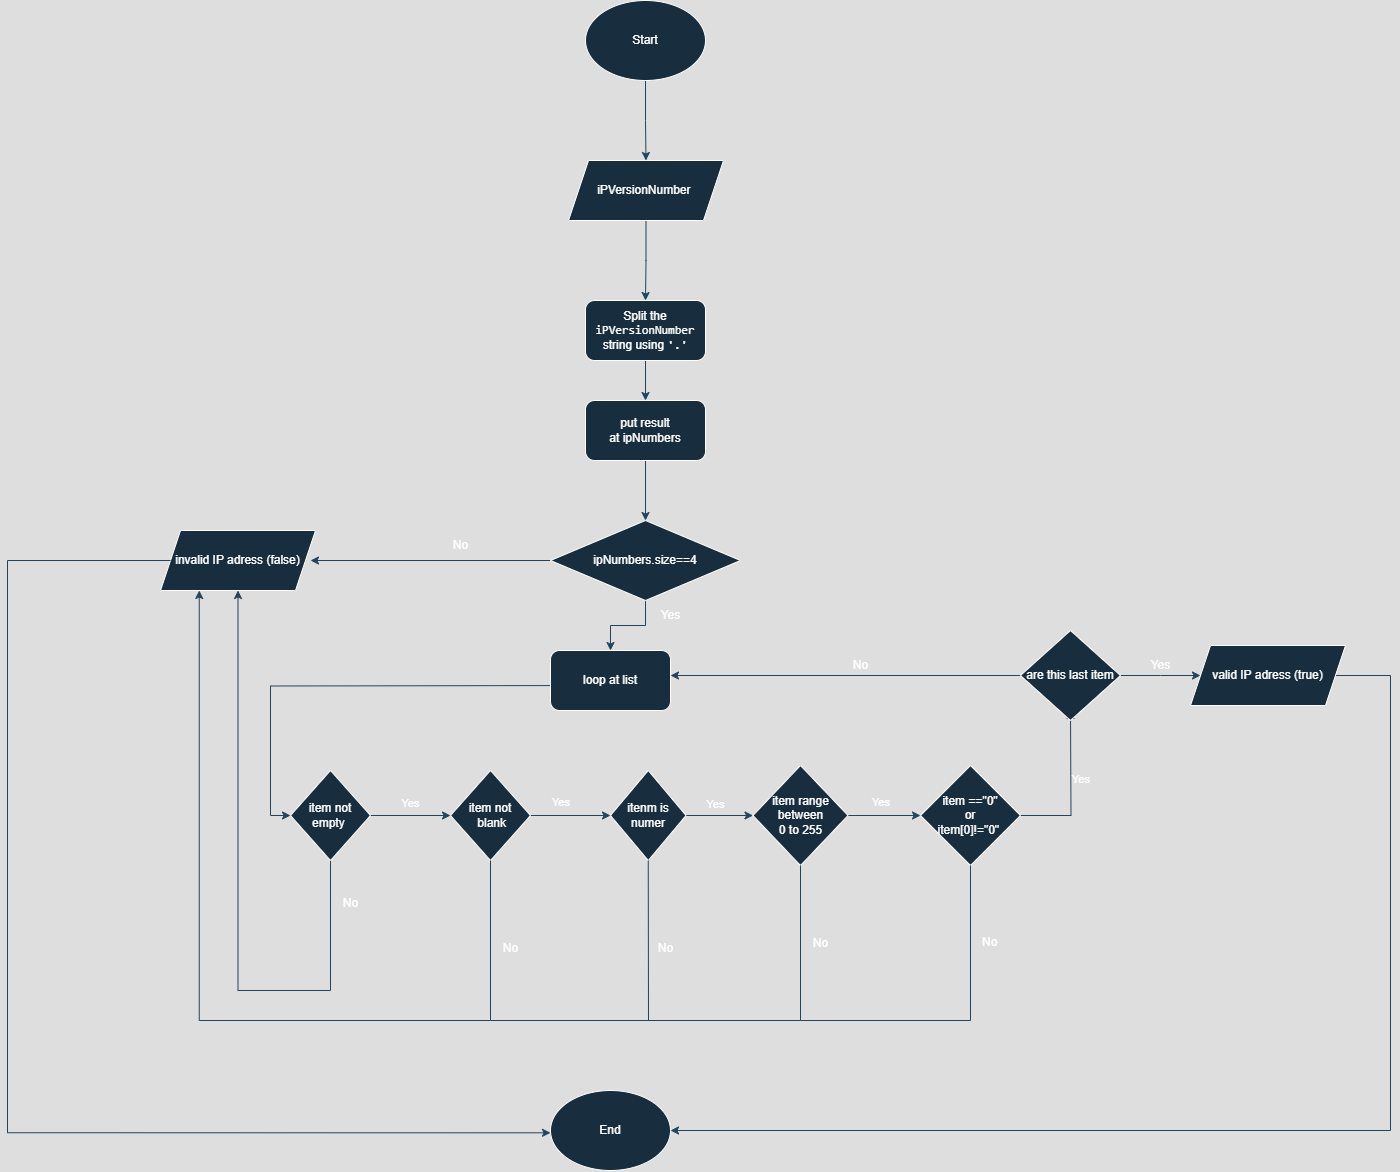 Start
iPVersionNumber
Split the
iPVersionNumber
string using '.'
put result
at ipNumbers
invalid IP adress (false)
No
ipNumbers.size==4
Yes
loop at list
No
are this last item
Yes
valid IP adress (true)
item not
empty
Yes
item not
blank
Yes
itenm is
numer
Yes
item range
between
0 to 255
Yes
item =="0"
or
item[0]!="0"
Yes
No
No
No
No
No
End